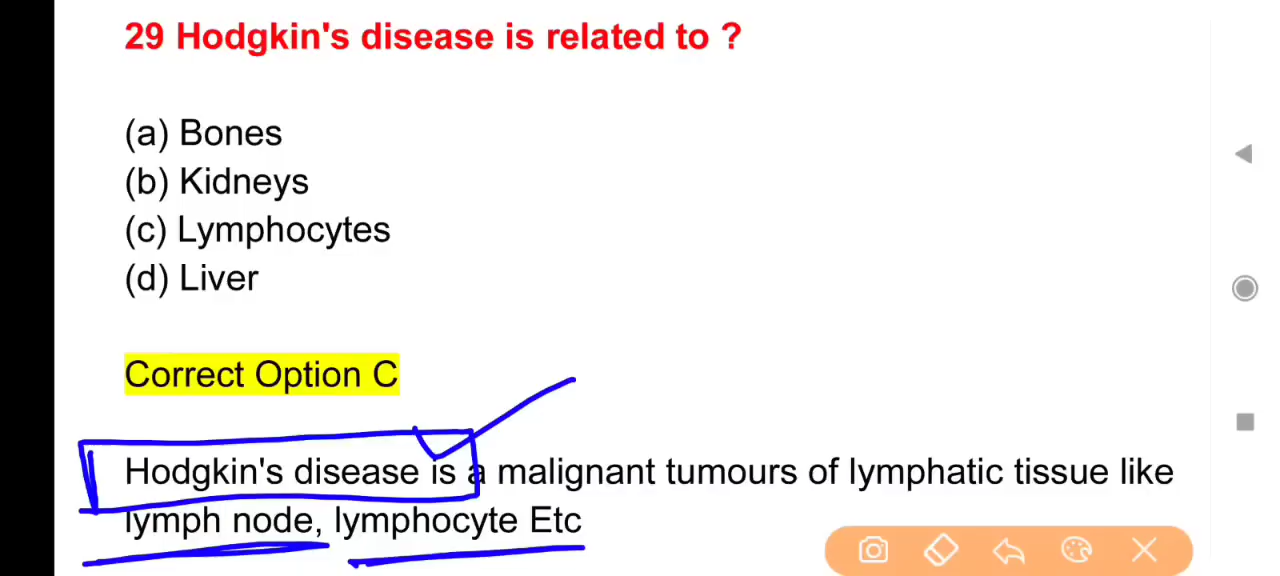 29 Hodgkin's disease is related to ?
(a) Bones
(b) Kidneys
(c) Lymphocytes
(d) Liver
Correct Option C
Hodgkin's disease is a malignant tumours of lymphatic tissue like
lymph node, lymphocyte Etc